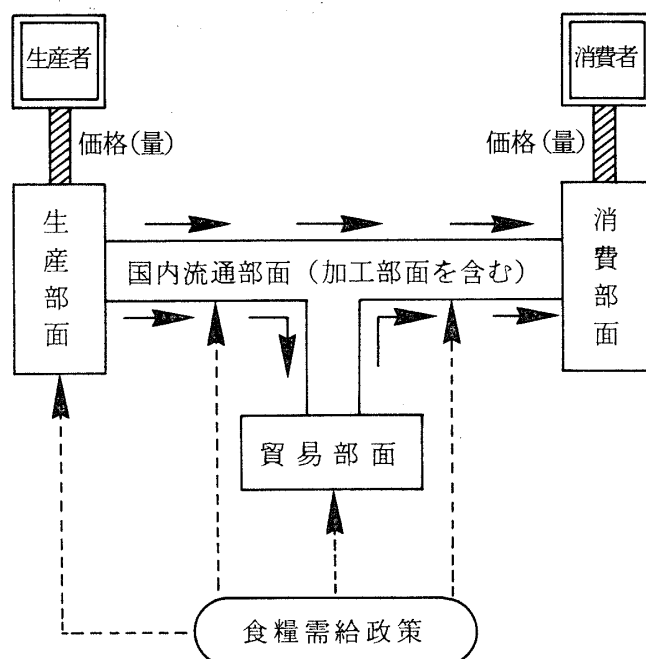 生産者
消費者
価格(量)
価格(量)
生産部面
国内流通部面(加工部面を含む)
消費部面
貿易部面
食糧需給政策